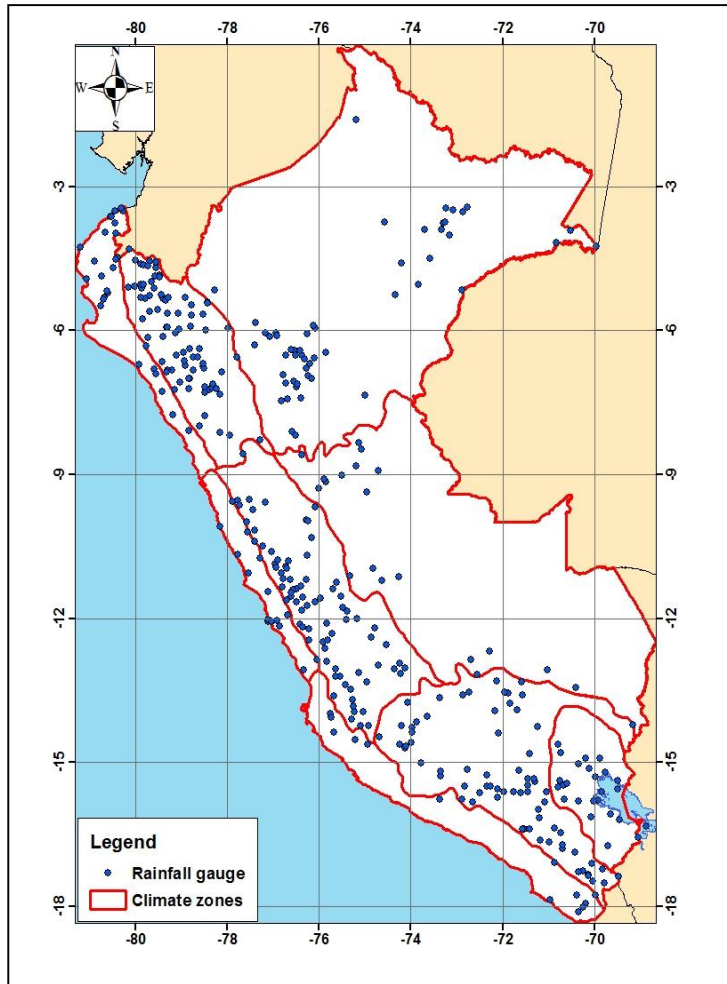 -80 -78 -76 -74 -72 -70
N
W E
S
-3 -3
-6 -6
-9 -9
-12 -12
-15 -15
-18 -18
Legend
Rainfall gauge
Climate zones
-80 -78 -76 -74 -72 -70